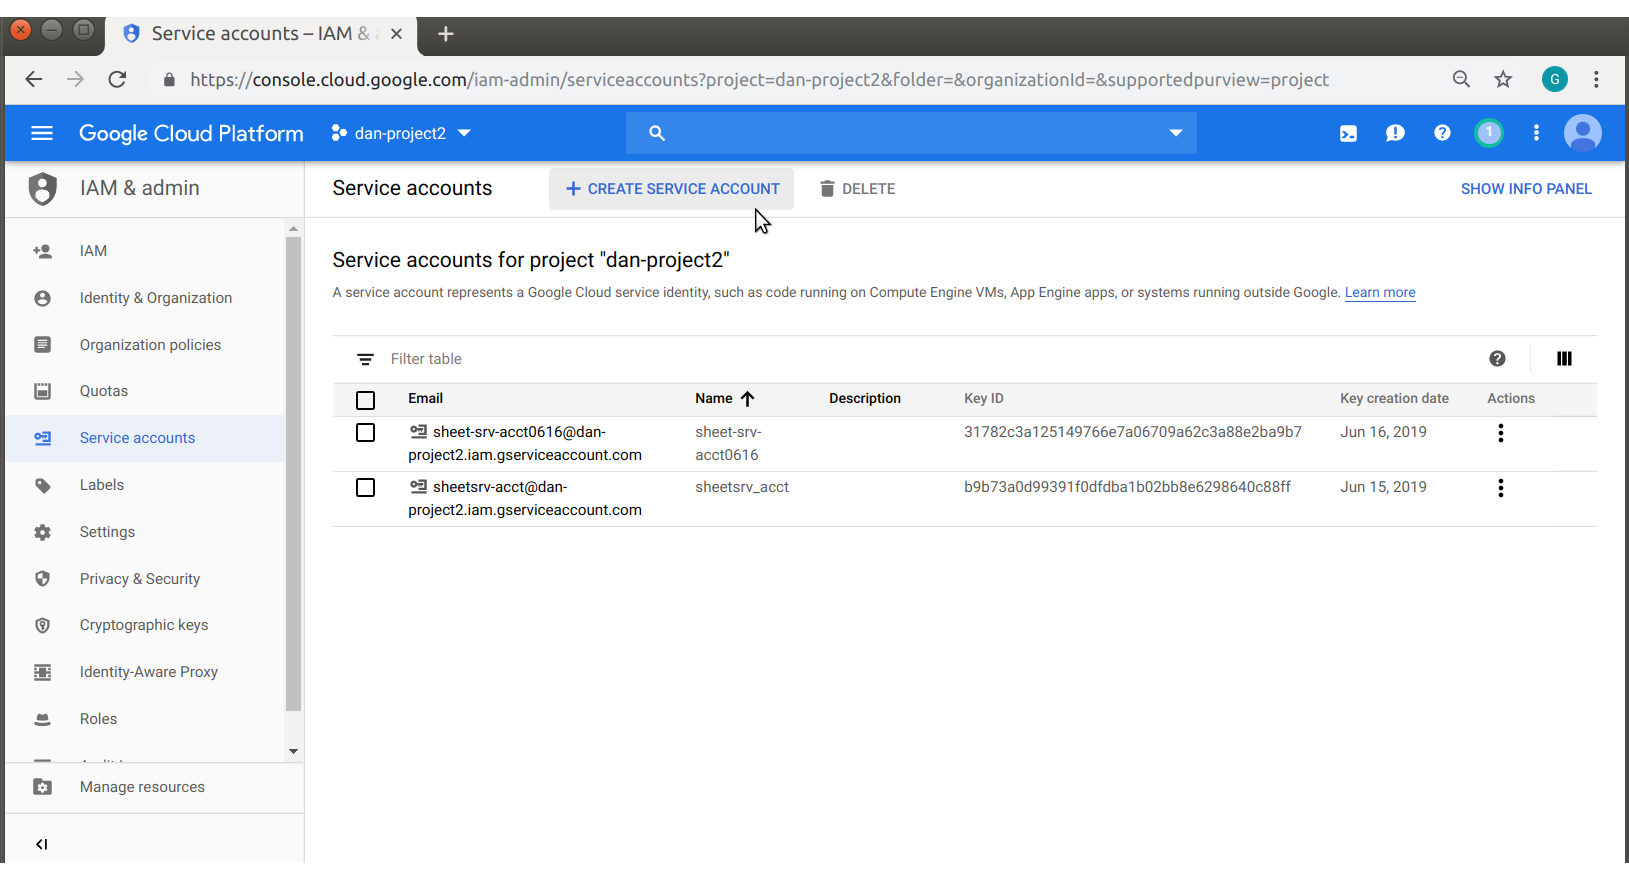 Service accounts – IAM &
https://console.cloud.google.com/iam-admin/serviceaccounts?project=dan-project2&folder=&organizationId=&supportedpurview=project
G
Google Cloud Platform
dan-project2
1
IAM & admin
Service accounts
CREATE SERVICE ACCOUNT
DELETE
SHOW INFO PANEL
IAM
Identity & Organization
Organization policies
Quotas
Service accounts
Labels
Settings
Privacy & Security
Cryptographic keys
Identity-Aware Proxy
Roles
Manage resources
Service accounts for project "dan-project2"
A service account represents a Google Cloud service identity, such as code running on Compute Engine VMs, App Engine apps, or systems running outside Google. Learn more
Filter table
Email Name Description Key ID Key creation date Actions
sheet-srv-acct0616@dan- sheet-srv- 31782c3a125149766e7a06709a62c3a88e2ba9b7 Jun 16, 2019
project2.iam.gserviceaccount.com acct0616
sheetsrv-acct@dan- sheetsrv_acct b9b73a0d99391f0dfdba1b02bb8e6298640c88ff Jun 15, 2019
project2.iam.gserviceaccount.com